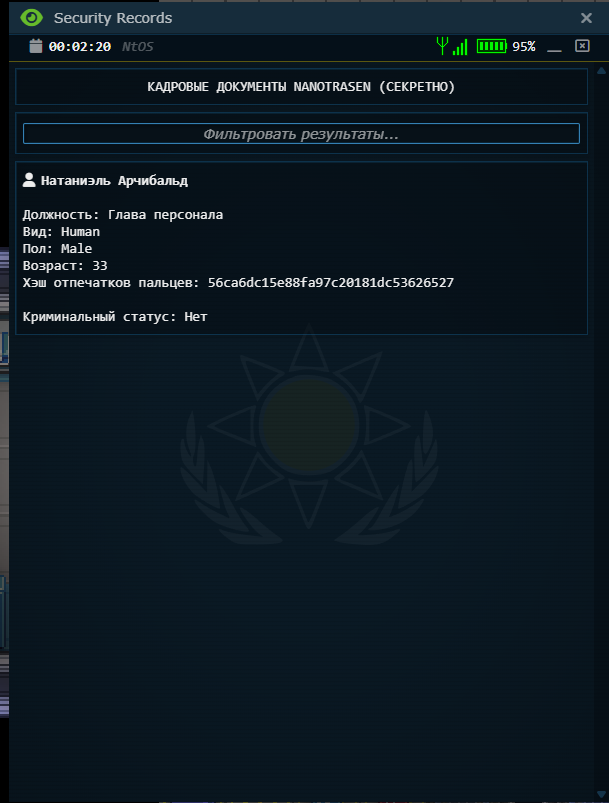 Security Records
00:02:20 NtOS 95%
КАДРОВЫЕ ДОКУМЕНТЫ NANOTRASEN (СЕКРЕТНО)
Фильтровать результаты...
Натаниэль Арчибальд
Должность: Глава персонала
Вид: Human
Пол: Male
Возраст: 33
Хэш отпечатков пальцев: 56ca6dc15e88fa97c20181dc53626527
Криминальный статус: Нет